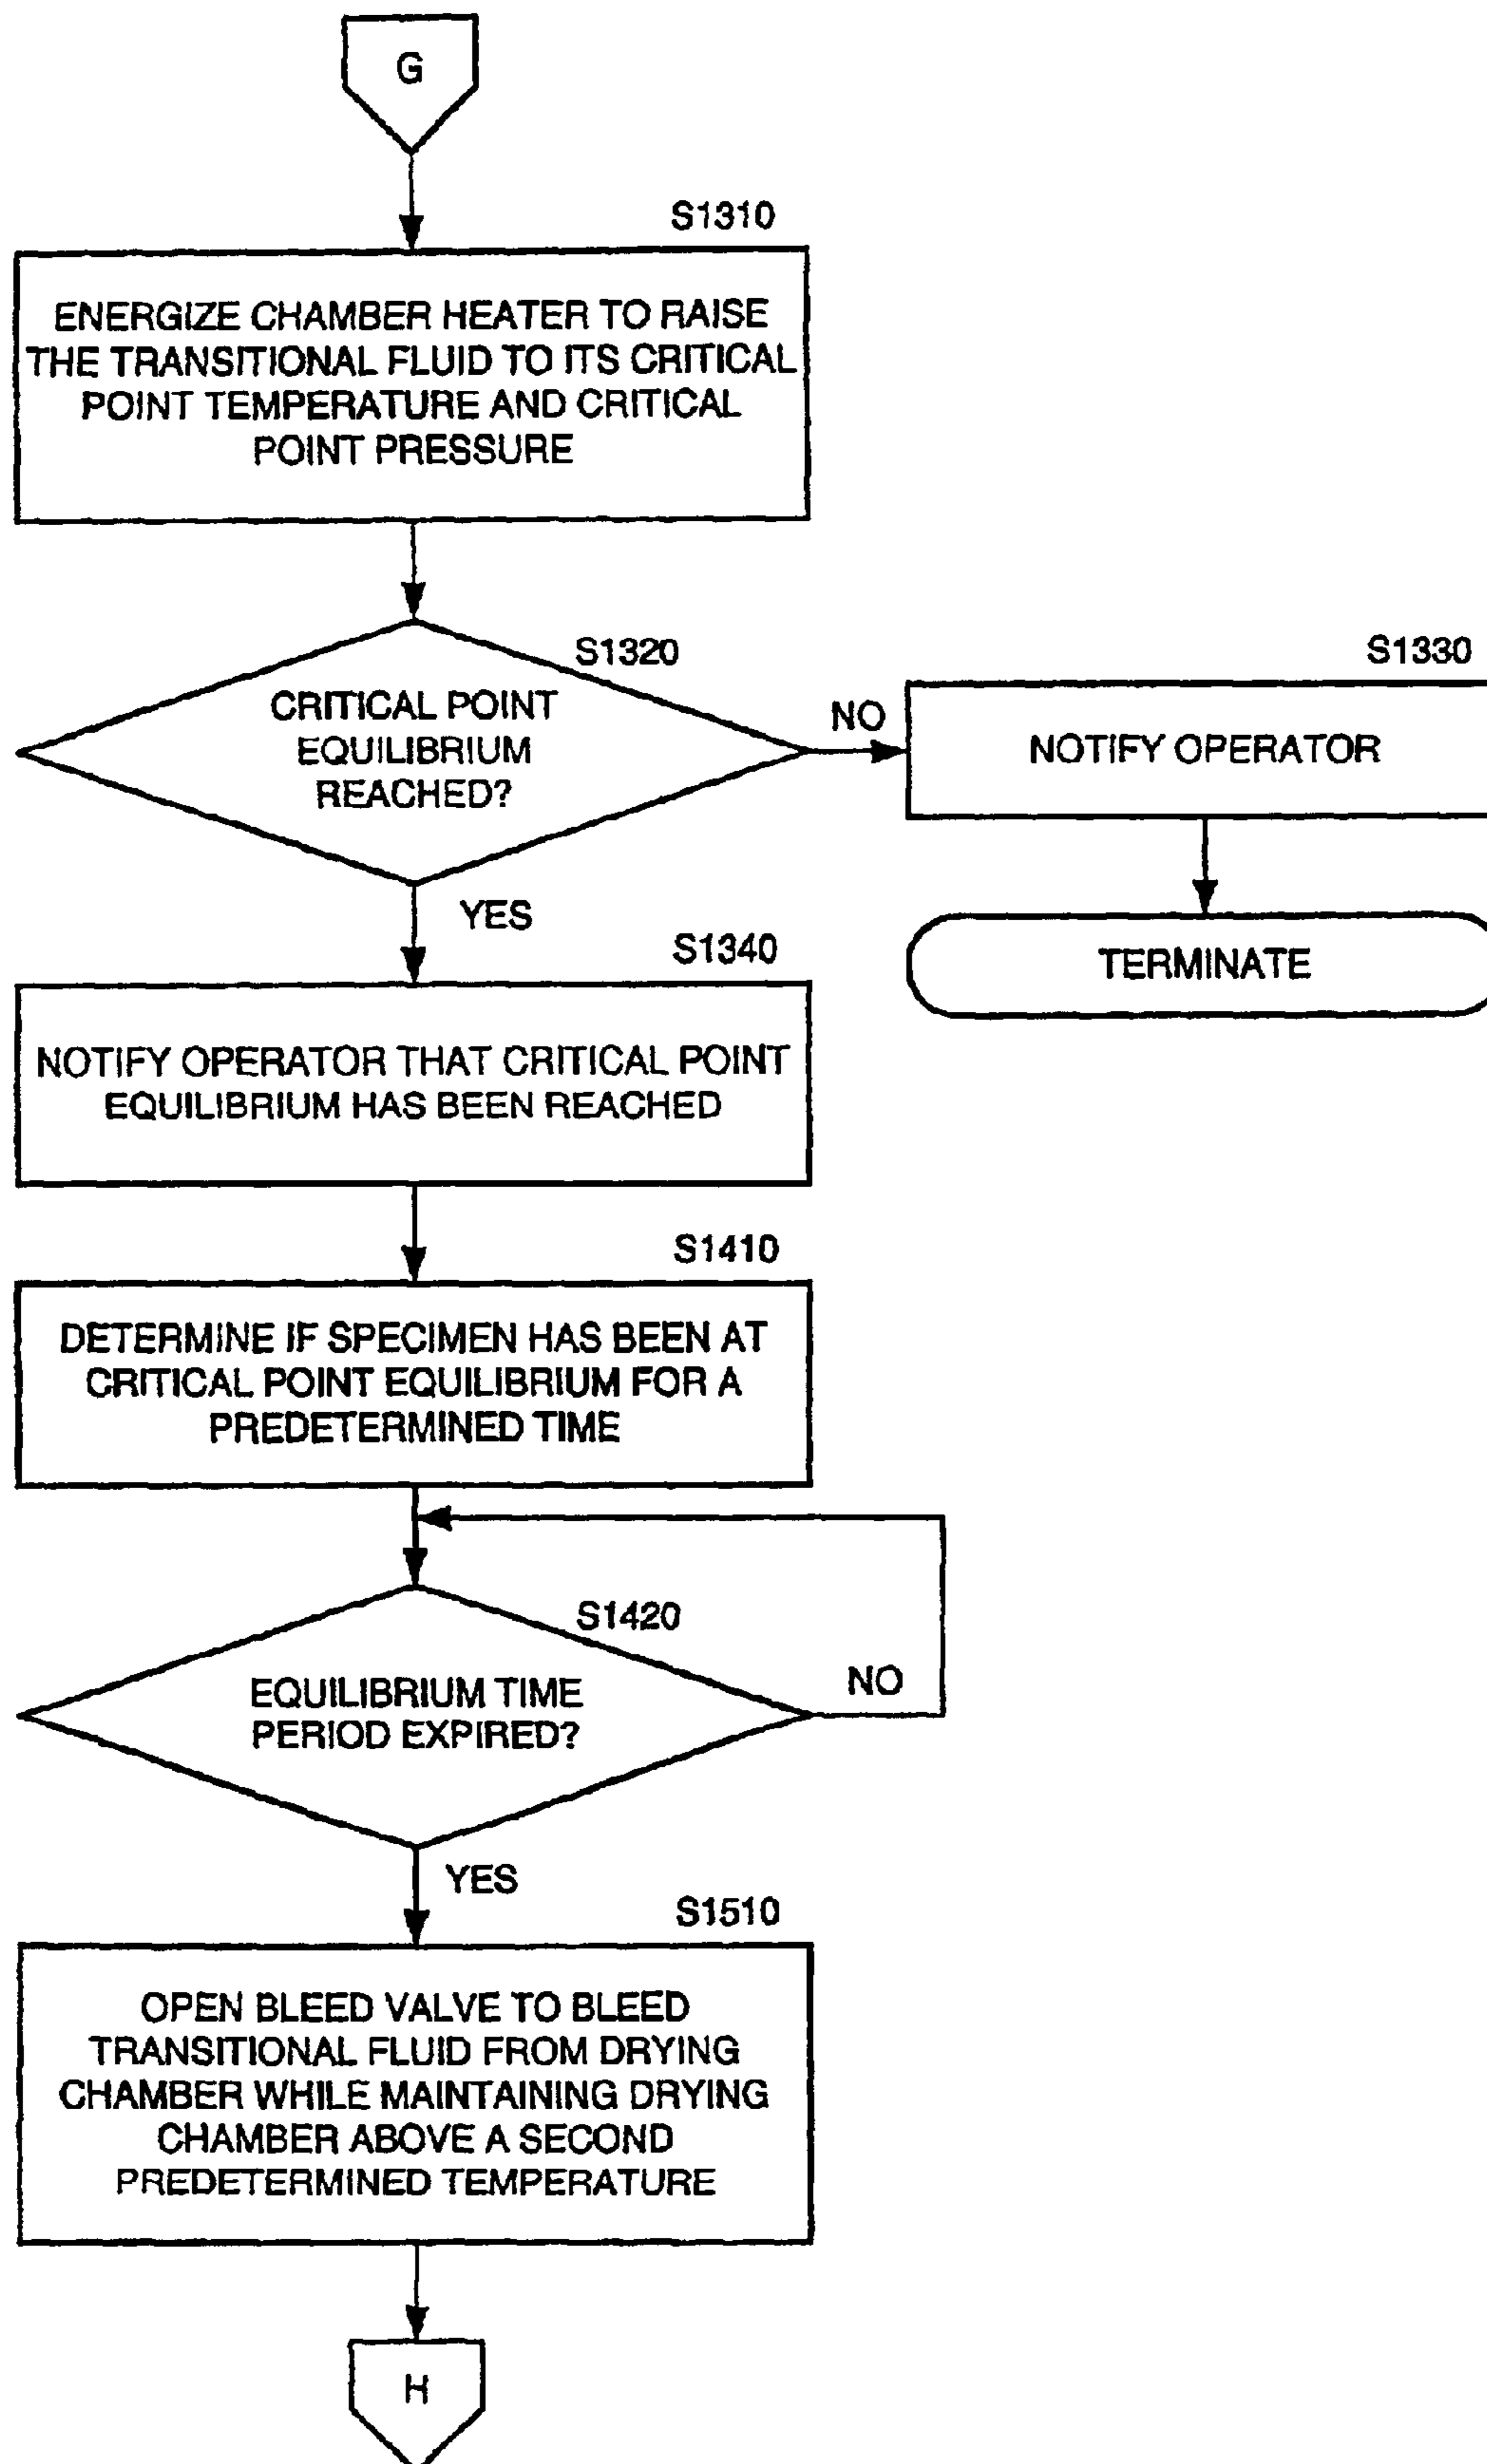 G
S1310
ENERGIZE CHAMBER HEATER TO RAISE
THE TRANSITIONAL FLUID TO ITS CRITICAL
POINT TEMPERATURE AND CRITICAL
POINT PRESSURE
S1320
CRITICAL POINT
EQUILIBRIUM
REACHED?
NO
S1330
NOTIFY OPERATOR
TERMINATE
YES
S1340
NOTIFY OPERATOR THAT CRITICAL POINT
EQUILIBRIUM HAS BEEN REACHED
S1410
DETERMINE IF SPECIMEN HAS BEEN AT
CRITICAL POINT EQUILIBRIUM FOR A
PREDETERMINED TIME
S1420
EQUILIBRIUM TIME
PERIOD EXPIRED?
NO
YES
S1510
OPEN BLEED VALVE TO BLEED
TRANSITIONAL FLUID FROM DRYING
CHAMBER WHILE MAINTAINING DRYING
CHAMBER ABOVE A SECOND
PREDETERMINED TEMPERATURE
H